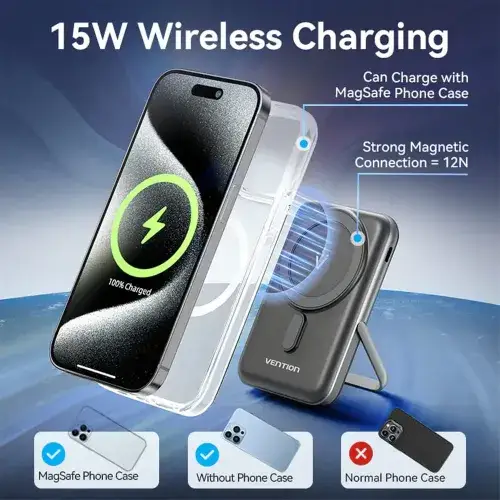 15W Wireless Charging
Can Charge with
MagSafe Phone Case
Strong Magnetic
Connection = 12N
100% Charged
VENTION
MagSafe Phone Case
Without Phone Case
Normal Phone Case